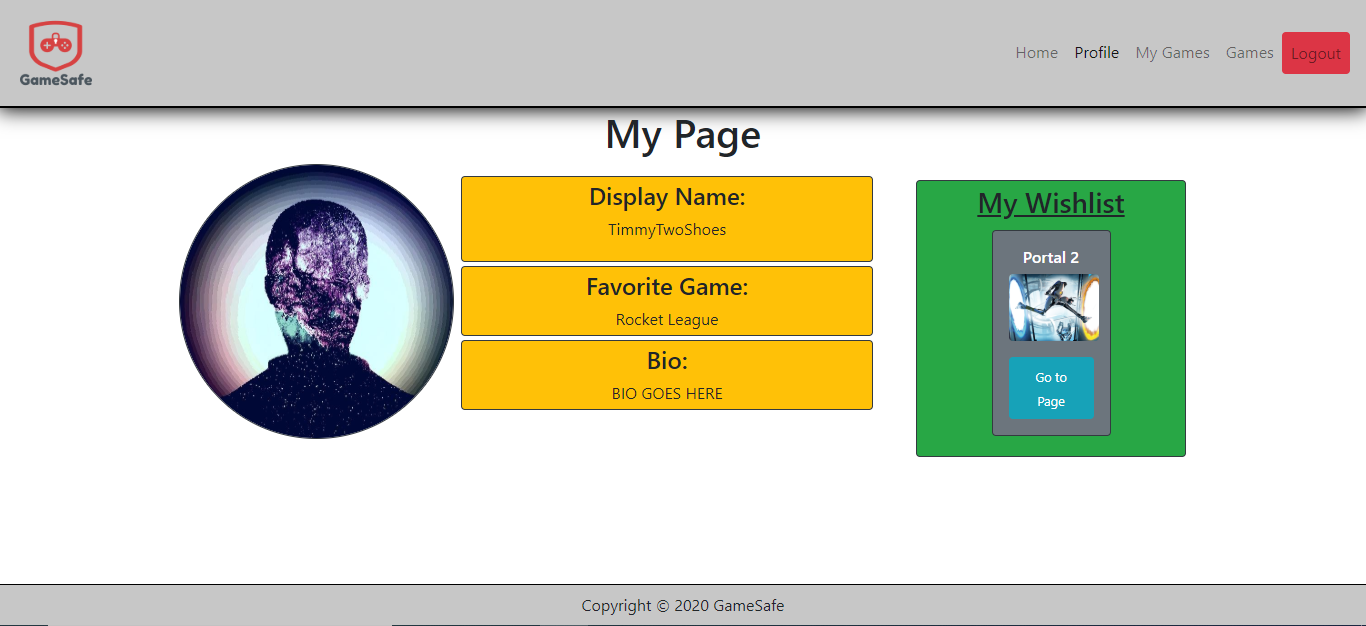 GameSafe
Home Profile My Games Games Logout
My Page
Display Name:
TimmyTwoShoes
Favorite Game:
Rocket League
Bio:
BIO GOES HERE
My Wishlist
Portal 2
Go to
Page
Copyright © 2020 GameSafe